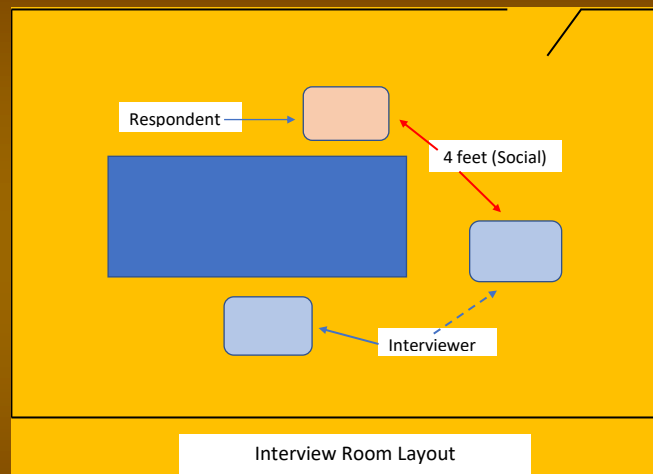 Respondent
4 feet (Social)
Interviewer
Interview Room Layout